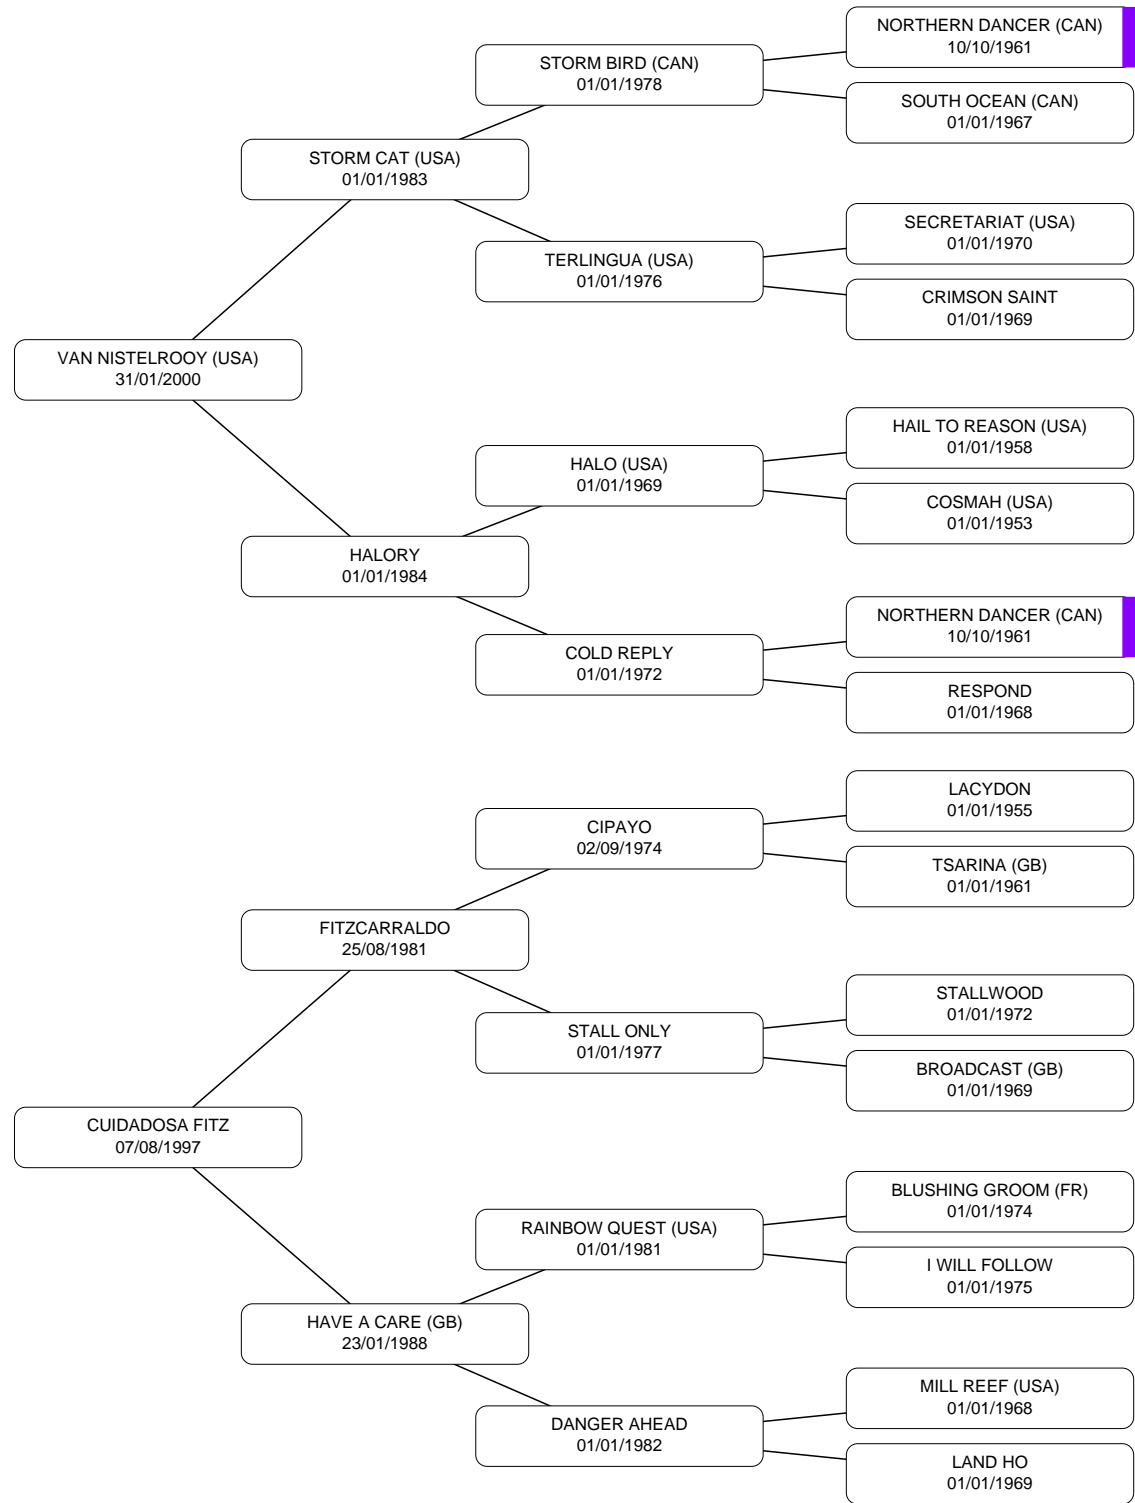 NORTHERN DANCER (CAN)
10/10/1961
STORM BIRD (CAN)
01/01/1978
SOUTH OCEAN (CAN)
01/01/1967
STORM CAT (USA)
01/01/1983
SECRETARIAT (USA)
01/01/1970
TERLINGUA (USA)
01/01/1976
CRIMSON SAINT
01/01/1969
VAN NISTELROOY (USA)
31/01/2000
HAIL TO REASON (USA)
01/01/1958
HALO (USA)
01/01/1969
COSMAH (USA)
01/01/1953
HALORY
01/01/1984
NORTHERN DANCER (CAN)
10/10/1961
COLD REPLY
01/01/1972
RESPOND
01/01/1968
LACYDON
01/01/1955
CIPAYO
02/09/1974
TSARINA (GB)
01/01/1961
FITZCARRALDO
25/08/1981
STALLWOOD
01/01/1972
STALL ONLY
01/01/1977
BROADCAST (GB)
01/01/1969
CUIDADOSA FITZ
07/08/1997
BLUSHING GROOM (FR)
01/01/1974
RAINBOW QUEST (USA)
01/01/1981
I WILL FOLLOW
01/01/1975
HAVE A CARE (GB)
23/01/1988
MILL REEF (USA)
01/01/1968
DANGER AHEAD
01/01/1982
LAND HO
01/01/1969